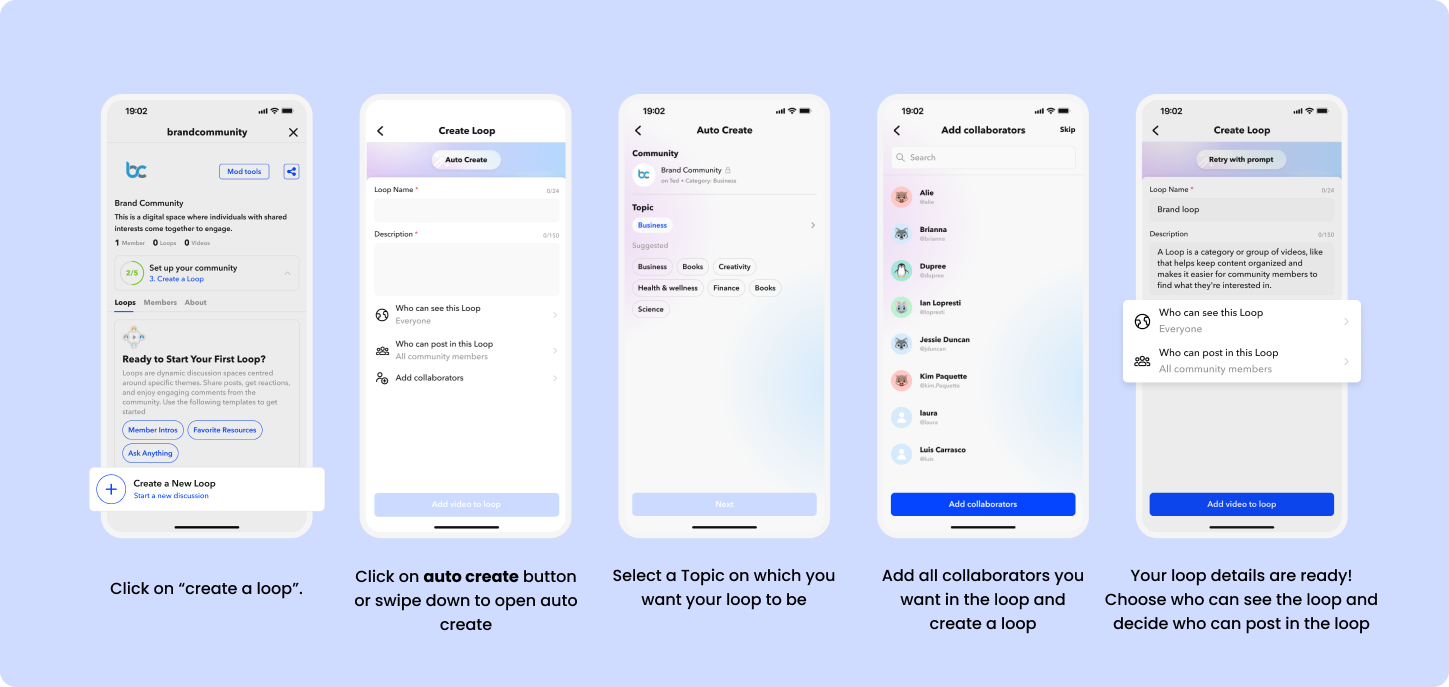 19:02
brandcommunity
bc
Mod tools
Brand Community
This is a digital space where individuals with shared
interests come together to engage.
1 Member 0 Loops 0 Videos
2/5
Set up your community
3. Create a Loop
Loops Members About
Ready to Start Your First Loop?
Loops are dynamic discussion spaces centred
around specific themes. Share posts, get reactions,
and enjoy engaging comments from the
community. Use the following templates to get
started
Member Intros Favorite Resources
Ask Anything
Create a New Loop
Start a new discussion
Click on “create a loop”.
Create Loop
Auto Create
Loop Name * 0/24
Description * 0/150
Who can see this Loop
Everyone
Who can post in this Loop
All community members
Add collaborators
Add video to loop
Click on auto create button
or swipe down to open auto
create
19:02
Auto Create
Community
bc
Brand Community
on Ted • Category: Business
Topic
Business
Suggested
Business Books Creativity
Health & wellness Finance Books
Science
Next
Select a Topic on which you
want your loop to be
19:02
Add collaborators Skip
Search
Alie
@alie
Brianna
@brianna
Dupree
@dupree
Ian Lopresti
@lopresti
Jessie Duncan
@jduncan
Kim Paquette
@kim.Paquette
laura
@laura
Luis Carrasco
@luis
Add collaborators
Add all collaborators you
want in the loop and
create a loop
19:02
Create Loop
Retry with prompt
Loop Name * 0/24
Brand loop
Description 0/150
A Loop is a category or group of videos, like
that helps keep content organized and
makes it easier for community members to
find what they're interested in.
Who can see this Loop
Everyone
Who can post in this Loop
All community members
Add video to loop
Your loop details are ready!
Choose who can see the loop and
decide who can post in the loop